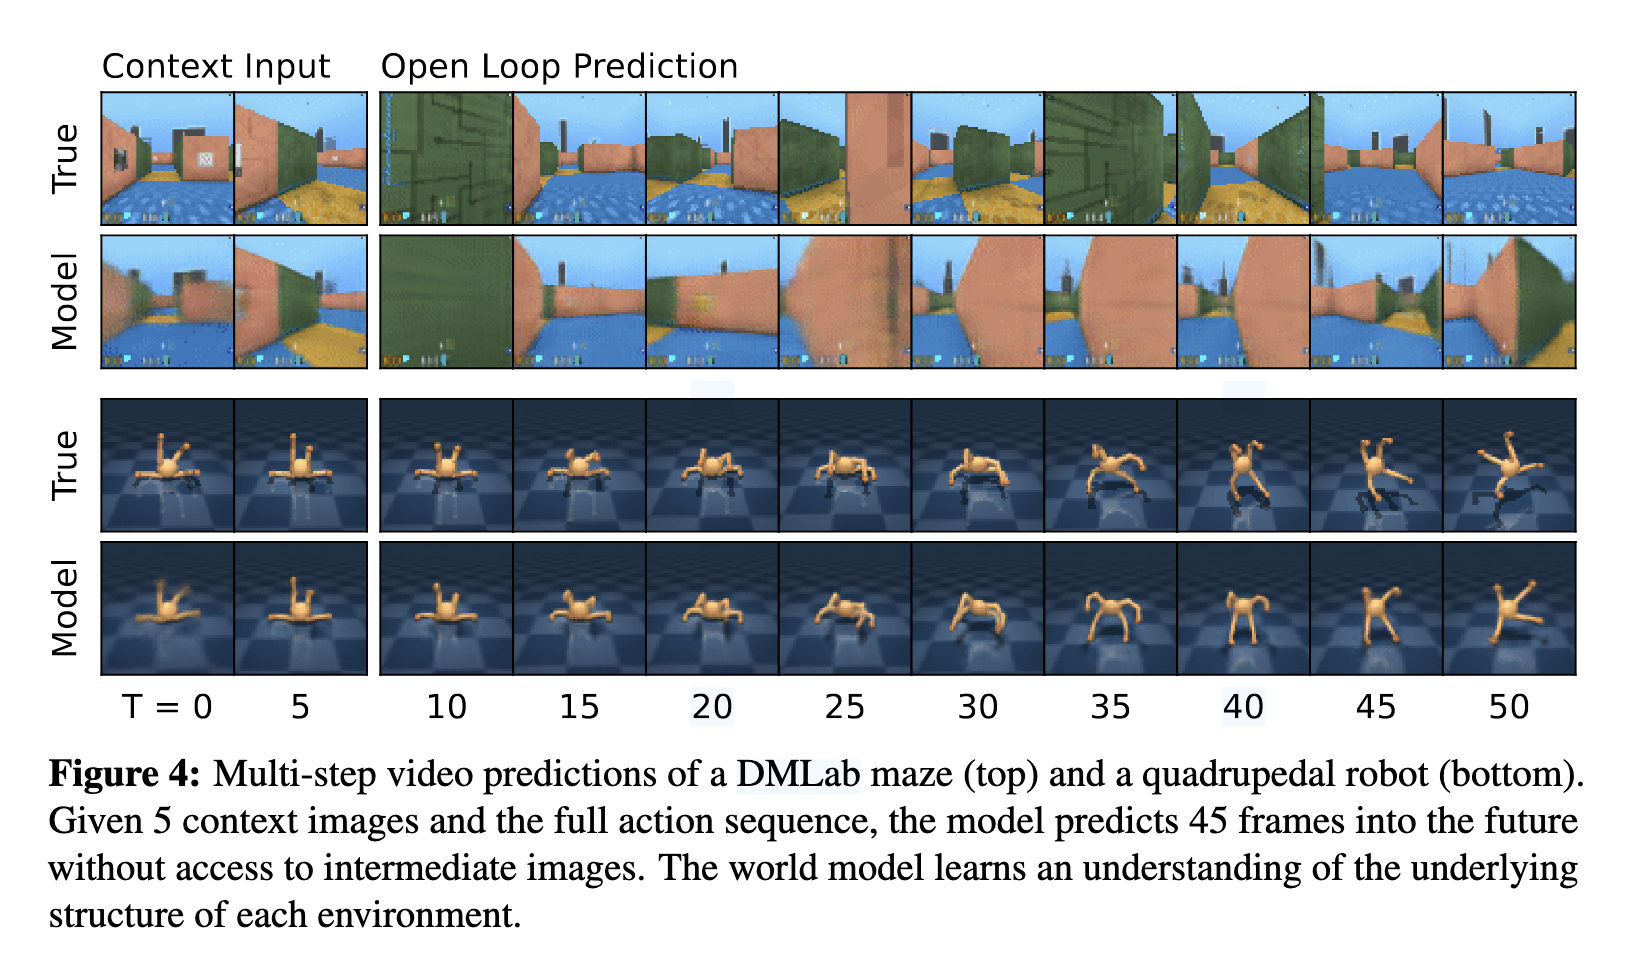 Context Input
Open Loop Prediction
True
Model
True
Model
T = 0 5 10 15 20 25 30 35 40 45 50
Figure 4: Multi-step video predictions of a DMLab maze (top) and a quadrupedal robot (bottom).
Given 5 context images and the full action sequence, the model predicts 45 frames into the future
without access to intermediate images. The world model learns an understanding of the underlying
structure of each environment.